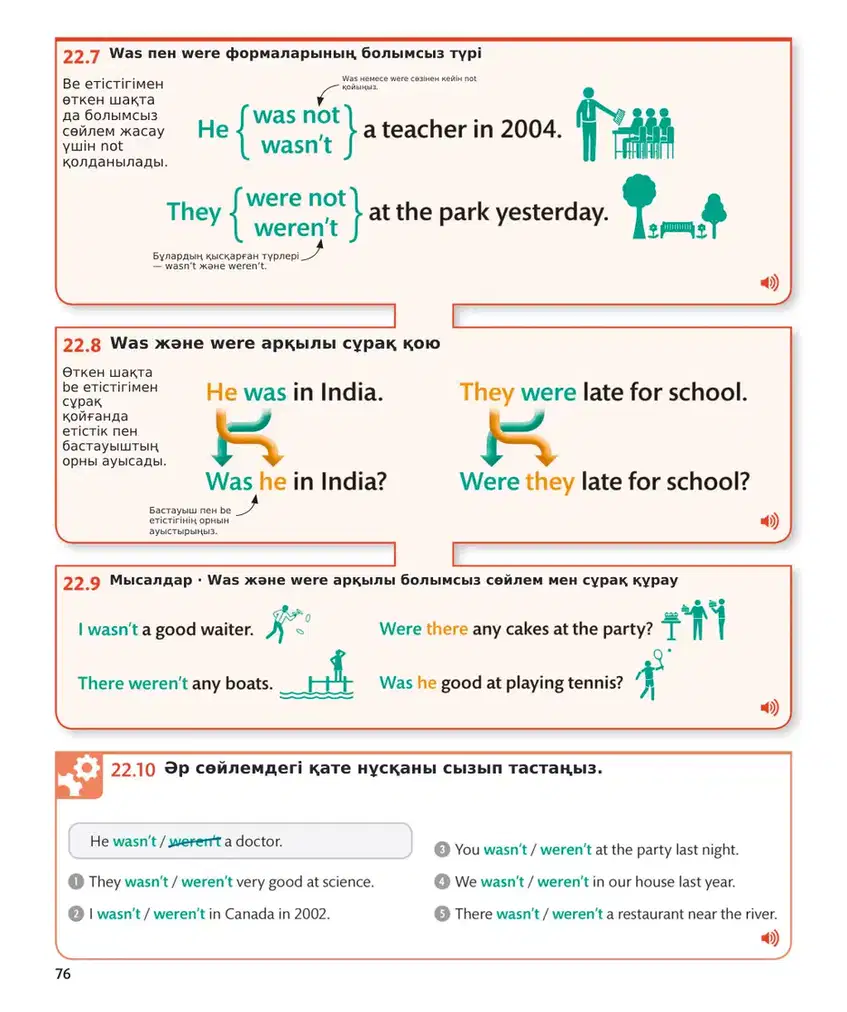 22.7 Was пен were формаларының болымсыз түрі
Be етістігімен
өткен шақта
да болымсыз
сөйлем жасау
үшін not
қолданылады.
Was немесе were сөзінен кейін not
қойыңыз.
He { was not / wasn't } a teacher in 2004.
They { were not / weren't } at the park yesterday.
Бұлардың қысқарған түрлері
— wasn't және weren't.
22.8 Was және were арқылы сұрақ қою
Өткен шақта
be етістігімен
сұрақ
қойғанда
етістік пен
бастауыштың
орны ауысады.
He was in India.
Was he in India?
Бастауыш пен be
етістігінің орнын
ауыстырыңыз.
They were late for school.
Were they late for school?
22.9 Мысалдар · Was және were арқылы болымсыз сөйлем мен сұрақ құрау
I wasn't a good waiter.
There weren't any boats.
Were there any cakes at the party?
Was he good at playing tennis?
22.10 Әр сөйлемдегі қате нұсқаны сызып тастаңыз.
He wasn't / weren't a doctor.
1 They wasn't / weren't very good at science.
2 I wasn't / weren't in Canada in 2002.
3 You wasn't / weren't at the party last night.
4 We wasn't / weren't in our house last year.
5 There wasn't / weren't a restaurant near the river.
76